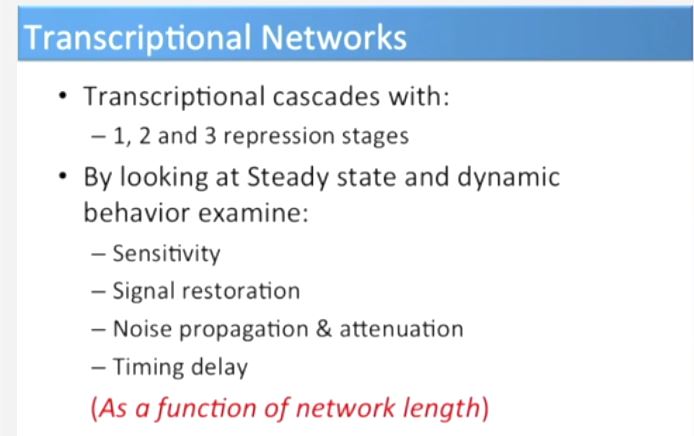 Transcriptional Networks
• Transcriptional cascades with:
– 1, 2 and 3 repression stages
• By looking at Steady state and dynamic
behavior examine:
– Sensitivity
– Signal restoration
– Noise propagation & attenuation
– Timing delay
(As a function of network length)